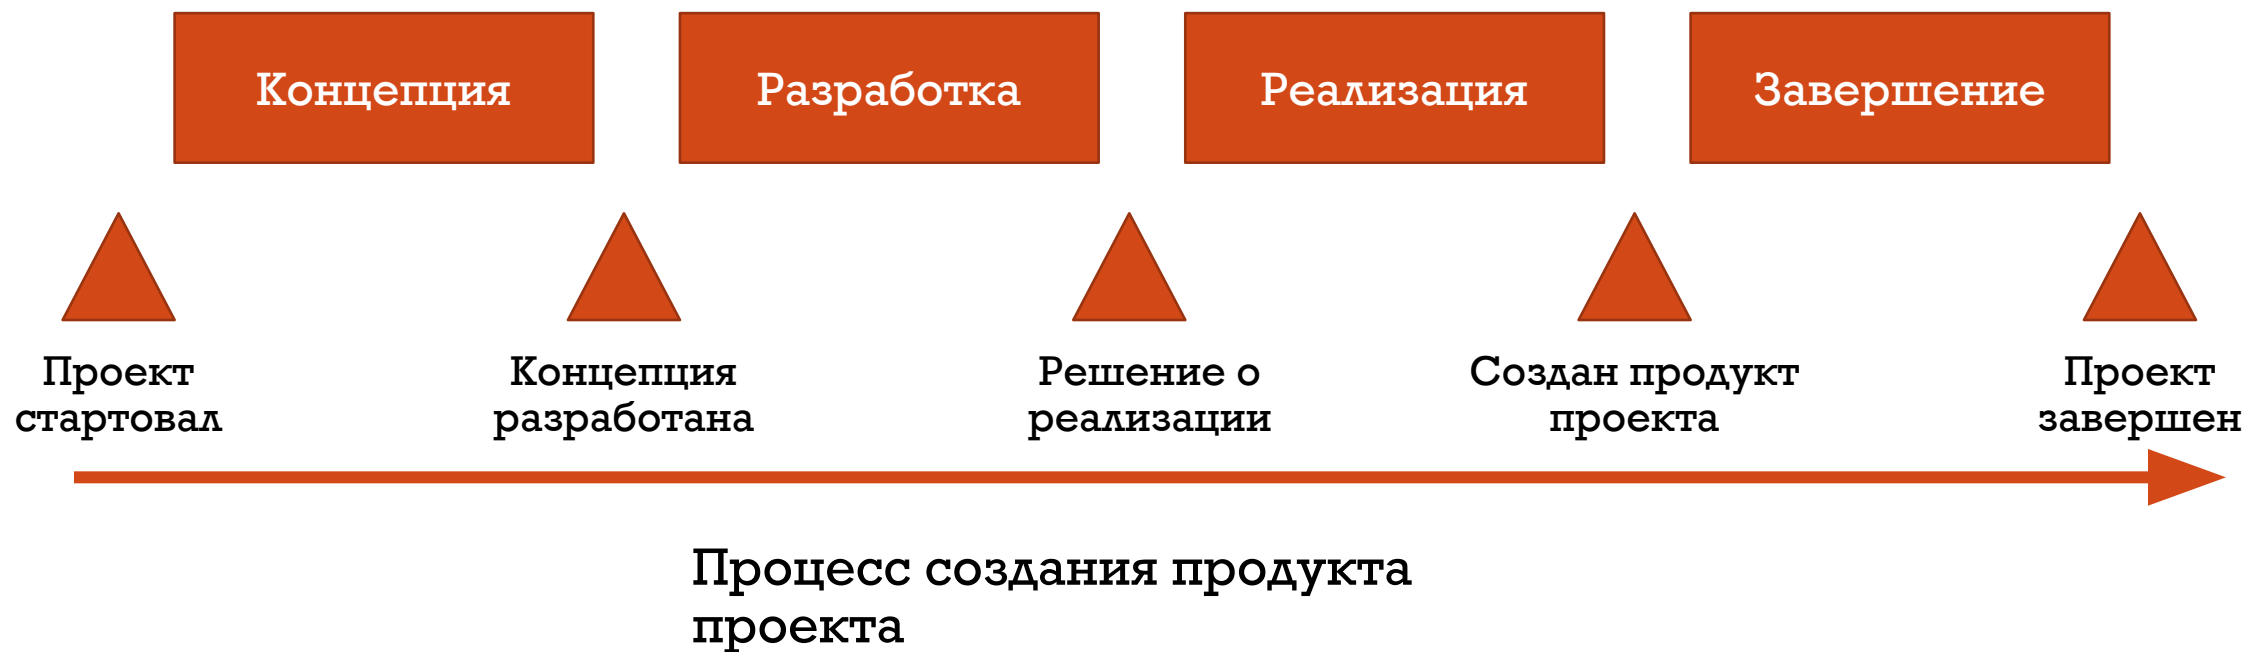 Концепция
Разработка
Реализация
Завершение
Проект
стартовал
Концепция
разработана
Решение о
реализации
Создан продукт
проекта
Проект
завершен
Процесс создания продукта
проекта